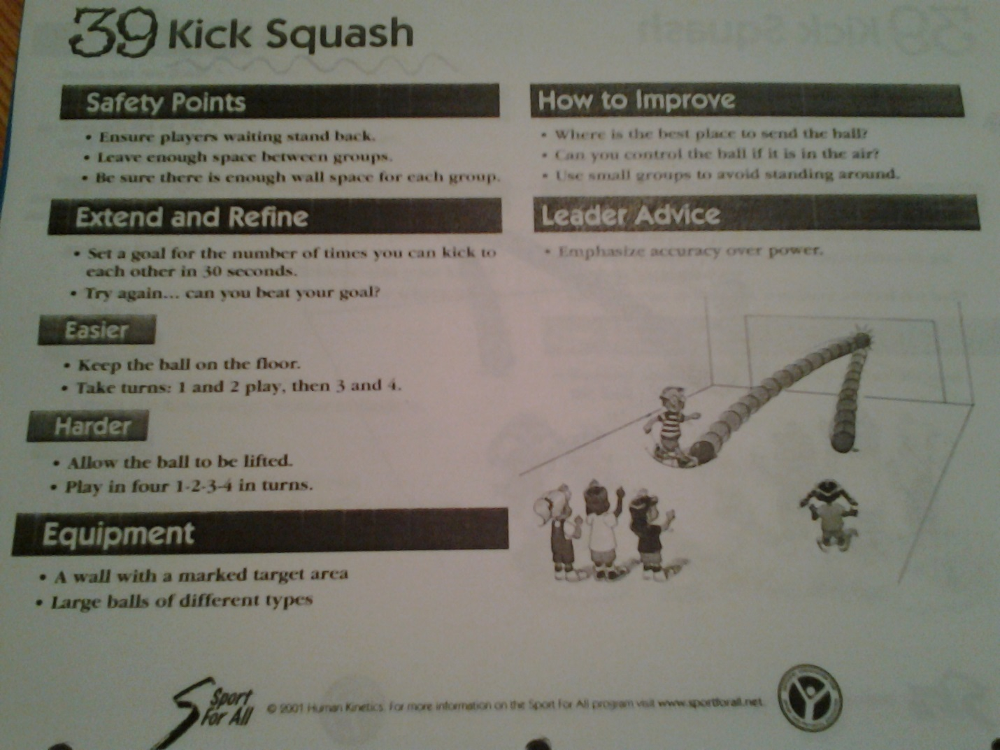 39 Kick Squash
Safety Points
• Ensure players waiting stand back.
• Leave enough space between groups.
• Be sure there is enough wall space for each group.
Extend and Refine
• Set a goal for the number of times you can kick to
each other in 30 seconds.
• Try again... can you beat your goal?
Easier
• Keep the ball on the floor.
• Take turns: 1 and 2 play, then 3 and 4.
Harder
• Allow the ball to be lifted.
• Play in four 1-2-3-4 in turns.
Equipment
• A wall with a marked target area
• Large balls of different types
How to Improve
• Where is the best place to send the ball?
• Can you control the ball if it is in the air?
• Use small groups to avoid standing around.
Leader Advice
• Emphasize accuracy over power.
Sport
For All
© 2001 Human Kinetics. For more information on the Sport For All program visit www.sportforall.net.